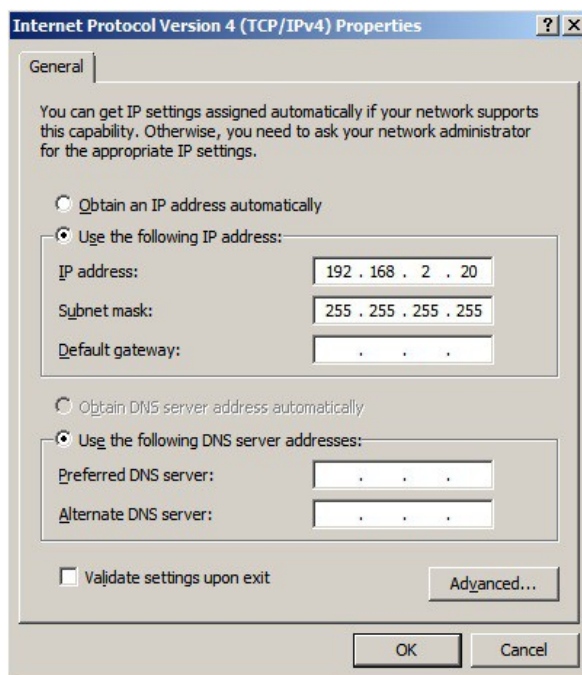 Internet Protocol Version 4 (TCP/IPv4) Properties
General
You can get IP settings assigned automatically if your network supports
this capability. Otherwise, you need to ask your network administrator
for the appropriate IP settings.
Obtain an IP address automatically
Use the following IP address:
IP address: 192 . 168 . 2 . 20
Subnet mask: 255 . 255 . 255 . 255
Default gateway: . . .
Obtain DNS server address automatically
Use the following DNS server addresses:
Preferred DNS server: . . .
Alternate DNS server: . . .
Validate settings upon exit
Advanced...
OK Cancel